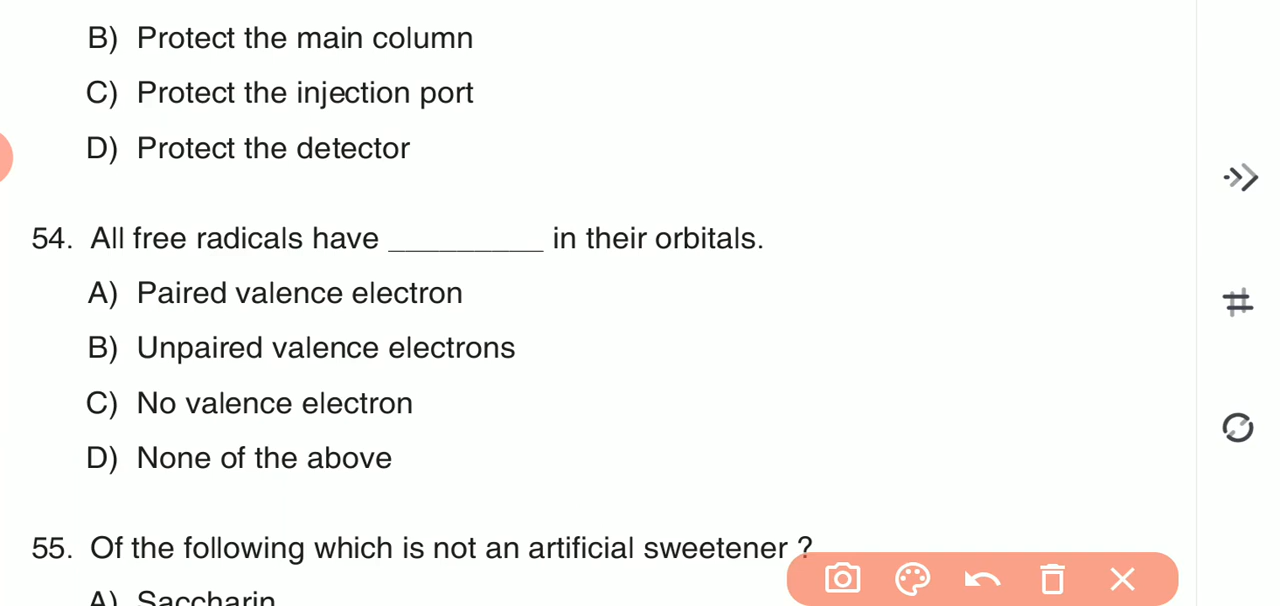 B) Protect the main column
C) Protect the injection port
D) Protect the detector
54. All free radicals have _________ in their orbitals.
A) Paired valence electron
B) Unpaired valence electrons
C) No valence electron
D) None of the above
55. Of the following which is not an artificial sweetener ?
A) Saccharin